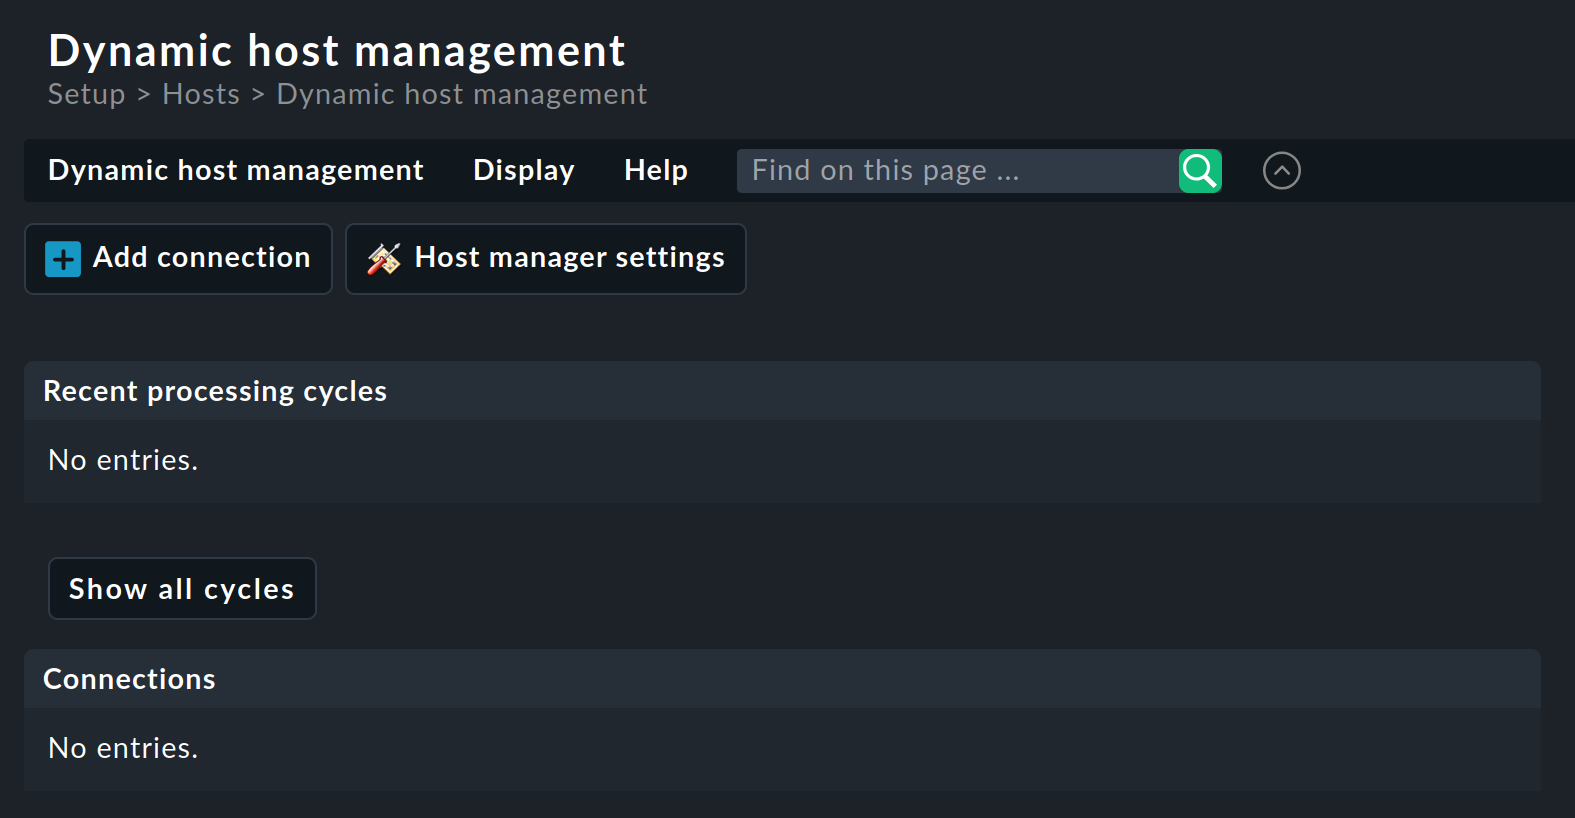 Dynamic host management
Setup > Hosts > Dynamic host management
Dynamic host management Display Help Find on this page ...
Add connection Host manager settings
Recent processing cycles
No entries.
Show all cycles
Connections
No entries.